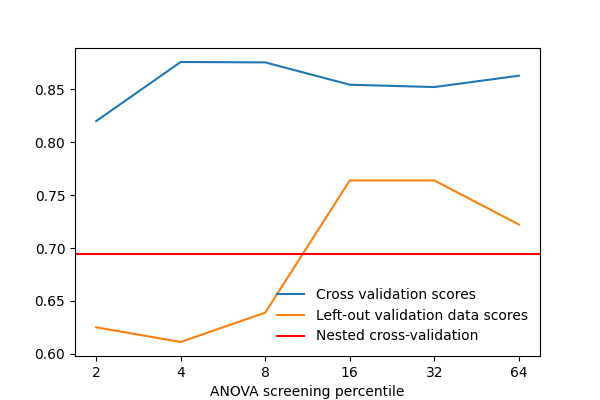 0.85
0.80
0.75
0.70
0.65
0.60
Cross validation scores
Left-out validation data scores
Nested cross-validation
2 4 8 16 32 64
ANOVA screening percentile